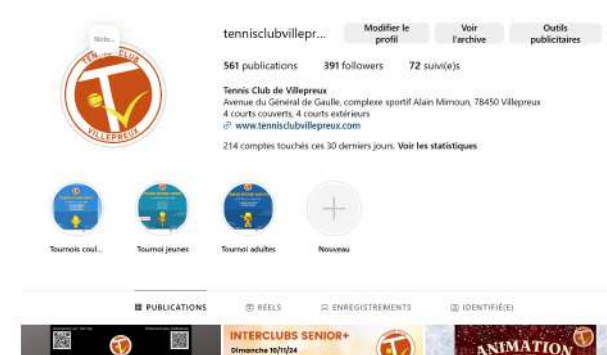 Note...
TENNIS CLUB
VILLEPREUX
tennisclubvillepr...
Modifier le profil
Voir l'archive
Outils publicitaires
561 publications 391 followers 72 suivi(e)s
Tennis Club de Villepreux
Avenue du Général de Gaulle, complexe sportif Alain Mimoun, 78450 Villepreux
4 courts couverts, 4 courts extérieurs
www.tennisclubvillepreux.com
214 comptes touchés ces 30 derniers jours. Voir les statistiques
Tournois coul...
Tournoi jeunes
Tournoi adultes
Nouveau
PUBLICATIONS
REELS
ENREGISTREMENTS
IDENTIFIÉ(E)
INTERCLUBS SENIOR+
Dimanche 10/11/24
ANIMATION